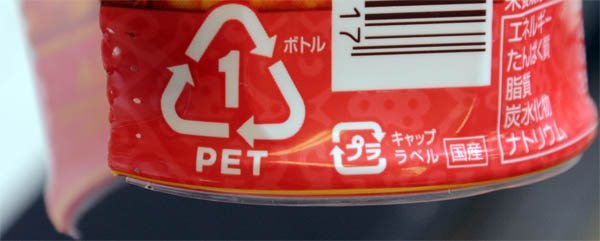 1
ボトル
PET
17
プラ
キャップ
ラベル
国産
エネルギー
たんぱく質
脂質
炭水化物
ナトリウム